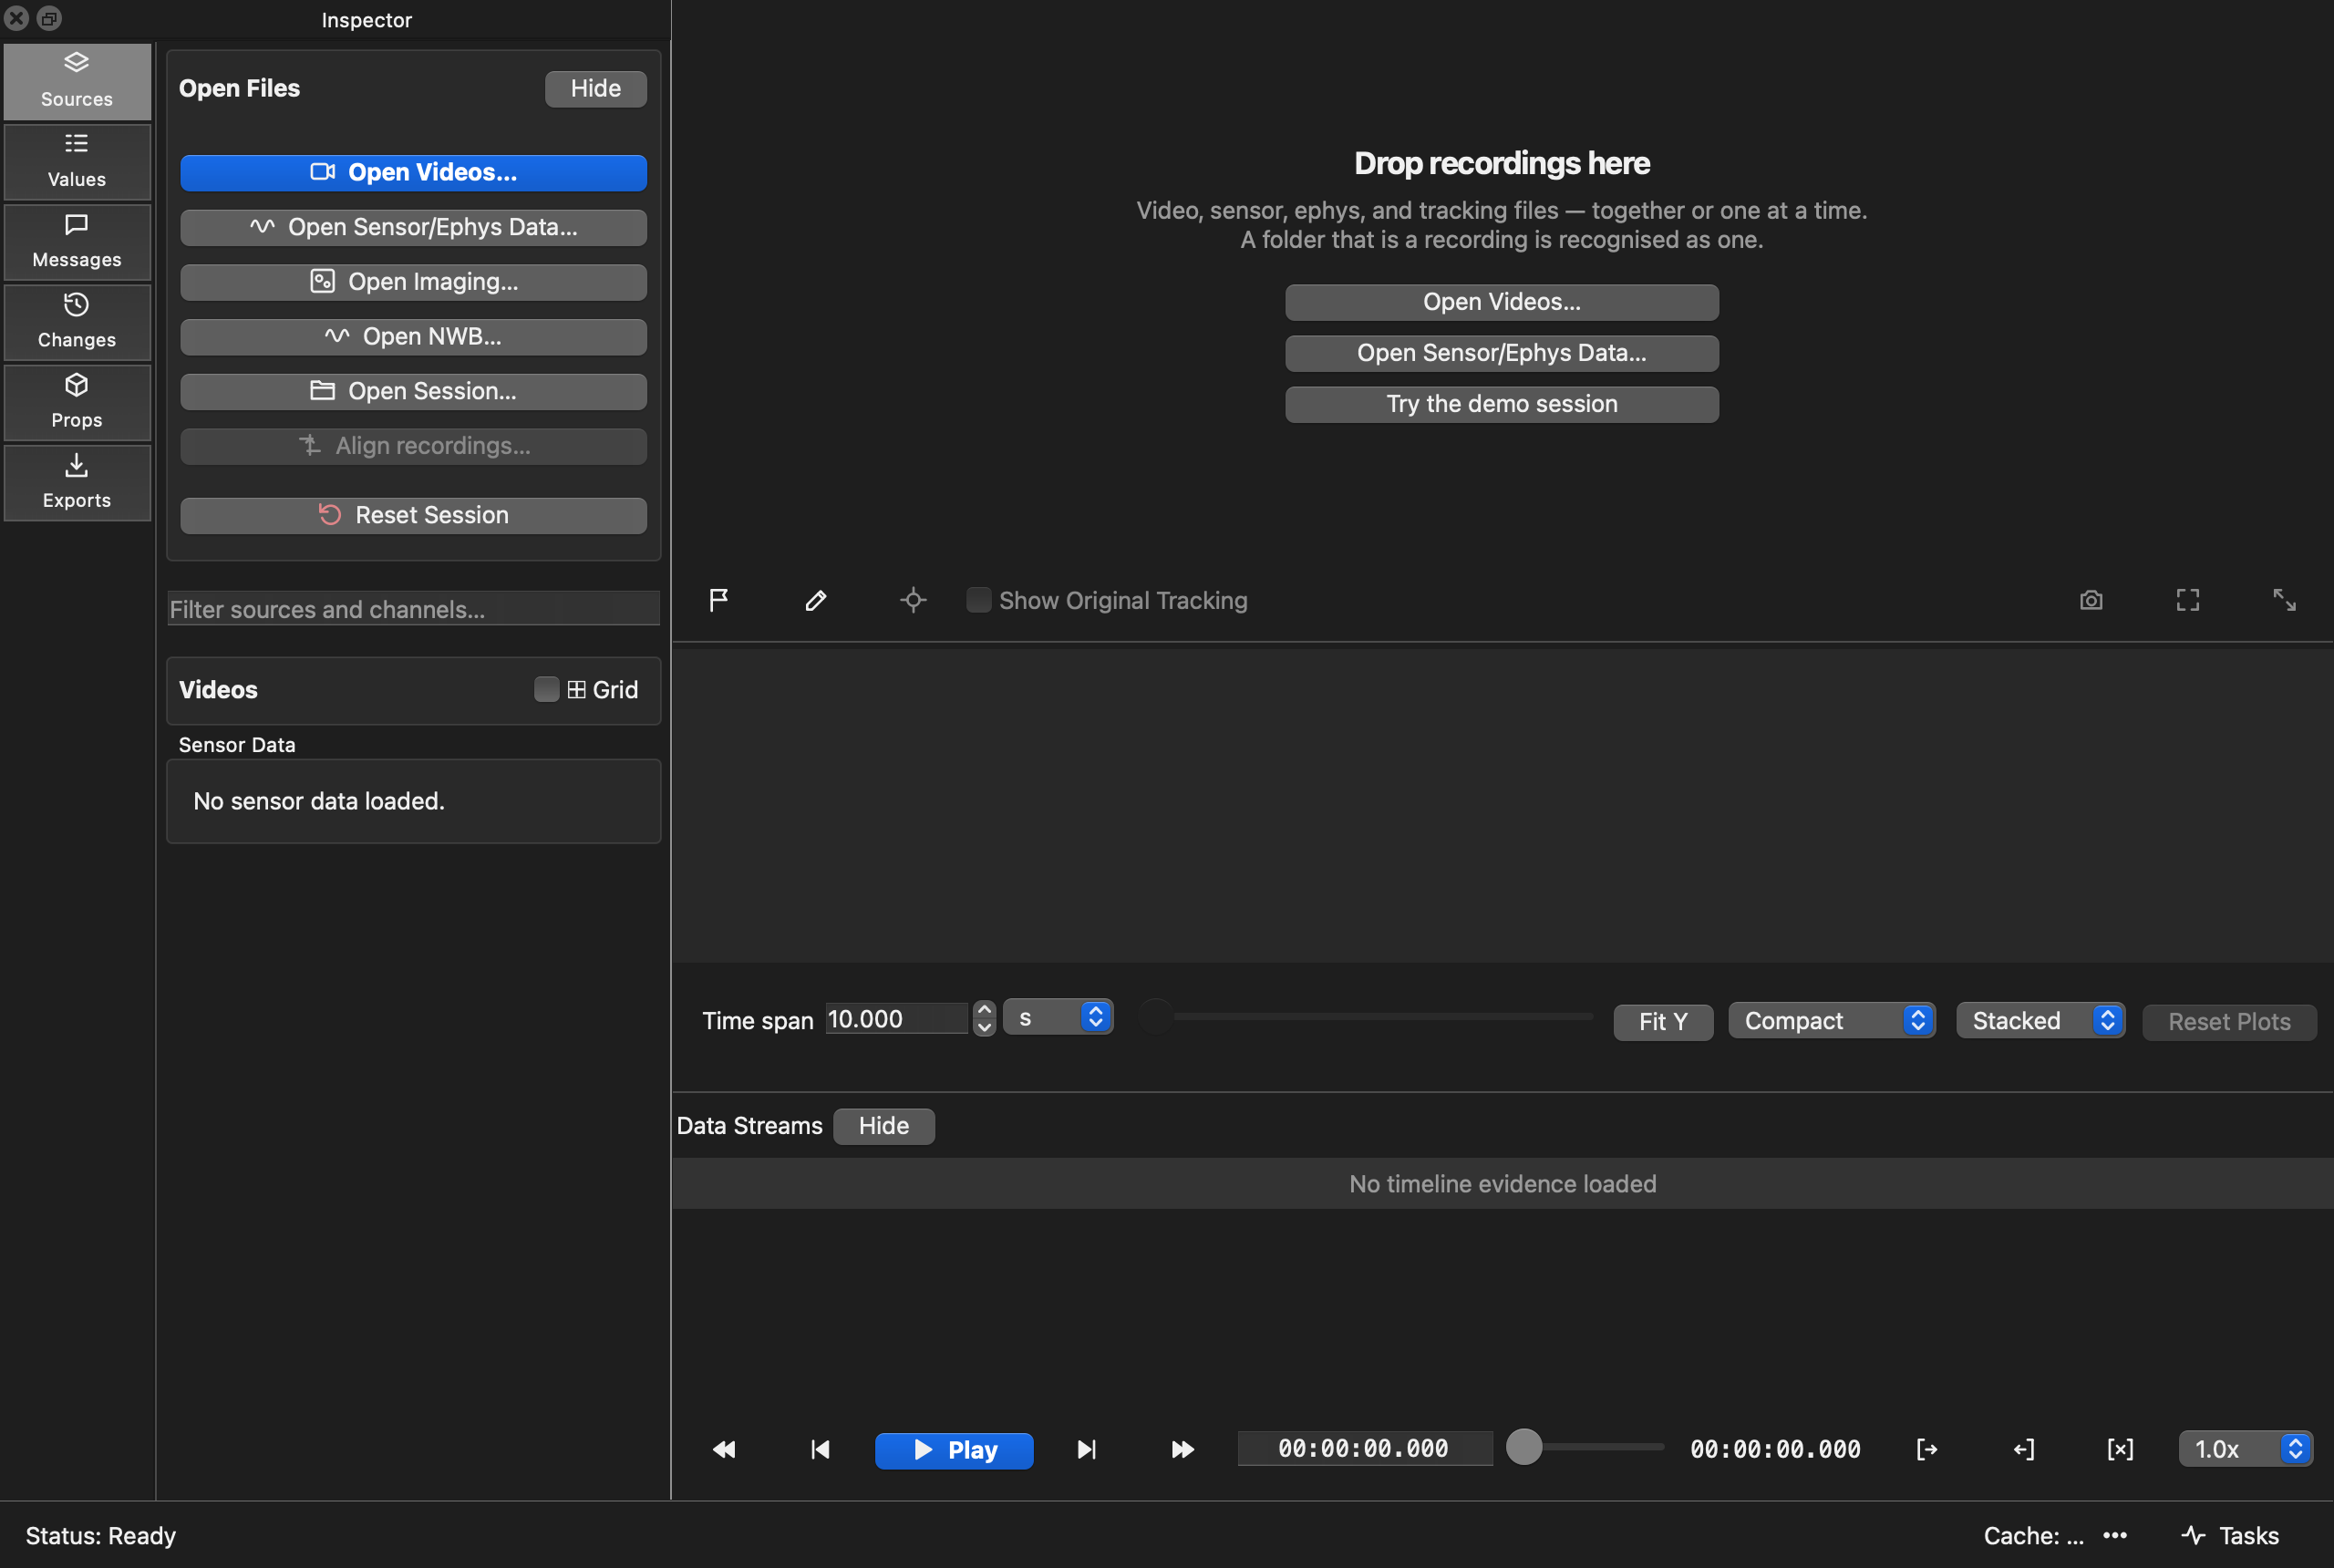 Inspector
Sources
Values
Messages
Changes
Props
Exports
Open Files
Hide
Open Videos...
Open Sensor/Ephys Data...
Open Imaging...
Open NWB...
Open Session...
Align recordings...
Reset Session
Filter sources and channels...
Videos
Grid
Sensor Data
No sensor data loaded.
Drop recordings here
Video, sensor, ephys, and tracking files — together or one at a time.
A folder that is a recording is recognised as one.
Open Videos...
Open Sensor/Ephys Data...
Try the demo session
Show Original Tracking
Time span 10.000 s
Fit Y
Compact
Stacked
Reset Plots
Data Streams
Hide
No timeline evidence loaded
Play
00:00:00.000
00:00:00.000
1.0x
Status: Ready
Cache: ...
Tasks